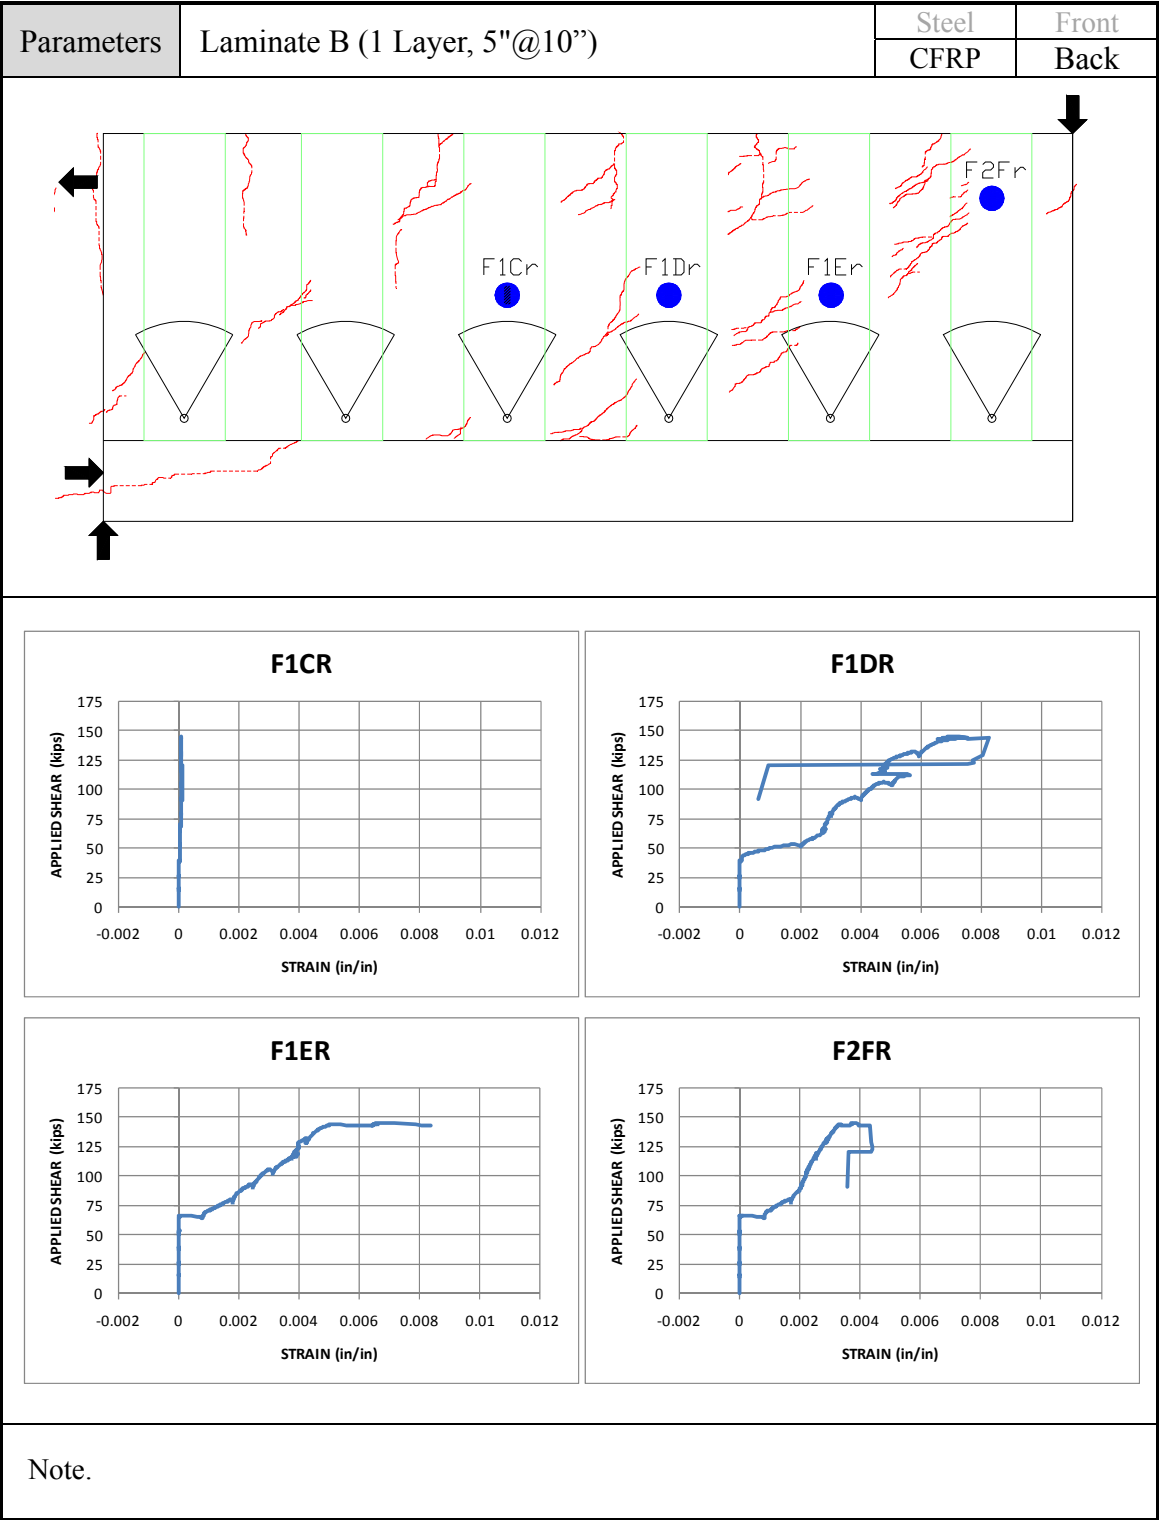 Parameters
Laminate B (1 Layer, 5"@10”)
Steel
Front
CFRP
Back
F2Fr
F1Cr
F1Dr
F1Er
F1CR
175
150
125
100
75
50
25
0
-0.002 0 0.002 0.004 0.006 0.008 0.01 0.012
APPLIED SHEAR (kips)
STRAIN (in/in)
F1DR
175
150
125
100
75
50
25
0
-0.002 0 0.002 0.004 0.006 0.008 0.01 0.012
APPLIED SHEAR (kips)
STRAIN (in/in)
F1ER
175
150
125
100
75
50
25
0
-0.002 0 0.002 0.004 0.006 0.008 0.01 0.012
APPLIED SHEAR (kips)
STRAIN (in/in)
F2FR
175
150
125
100
75
50
25
0
-0.002 0 0.002 0.004 0.006 0.008 0.01 0.012
APPLIED SHEAR (kips)
STRAIN (in/in)
Note.